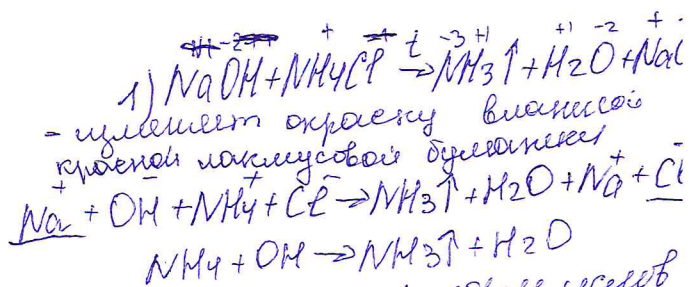 1) NaOH + NH4Cl t→ NH3↑ + H2O + NaC
- изменяет окраску влажной
красной лакмусовой бумажки
Na⁺ + OH⁻ + NH4⁺ + Cl⁻ → NH3↑ + H2O + Na⁺ + Cl⁻
NH4 + OH → NH3↑ + H2O